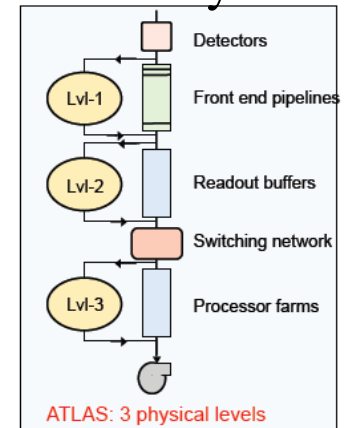 Detectors
Lvl-1
Front end pipelines
Lvl-2
Readout buffers
Switching network
Lvl-3
Processor farms
ATLAS: 3 physical levels